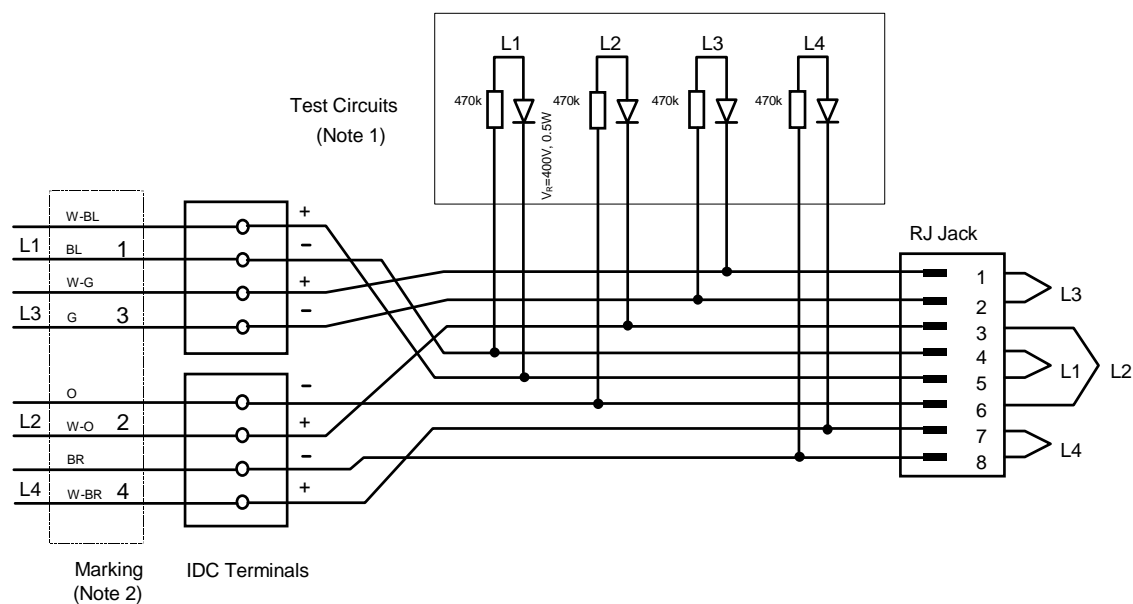 L1 L2 L3 L4
470k 470k 470k 470k
Test Circuits
(Note 1)
VR=400V, 0.5W
W-BL +
L1 BL 1 –
W-G +
L3 G 3 –
O –
L2 W-O 2 +
BR –
L4 W-BR 4 +
Marking
(Note 2)
IDC Terminals
RJ Jack
1
2
L3
3
4
5
6
L1 L2
7
8
L4